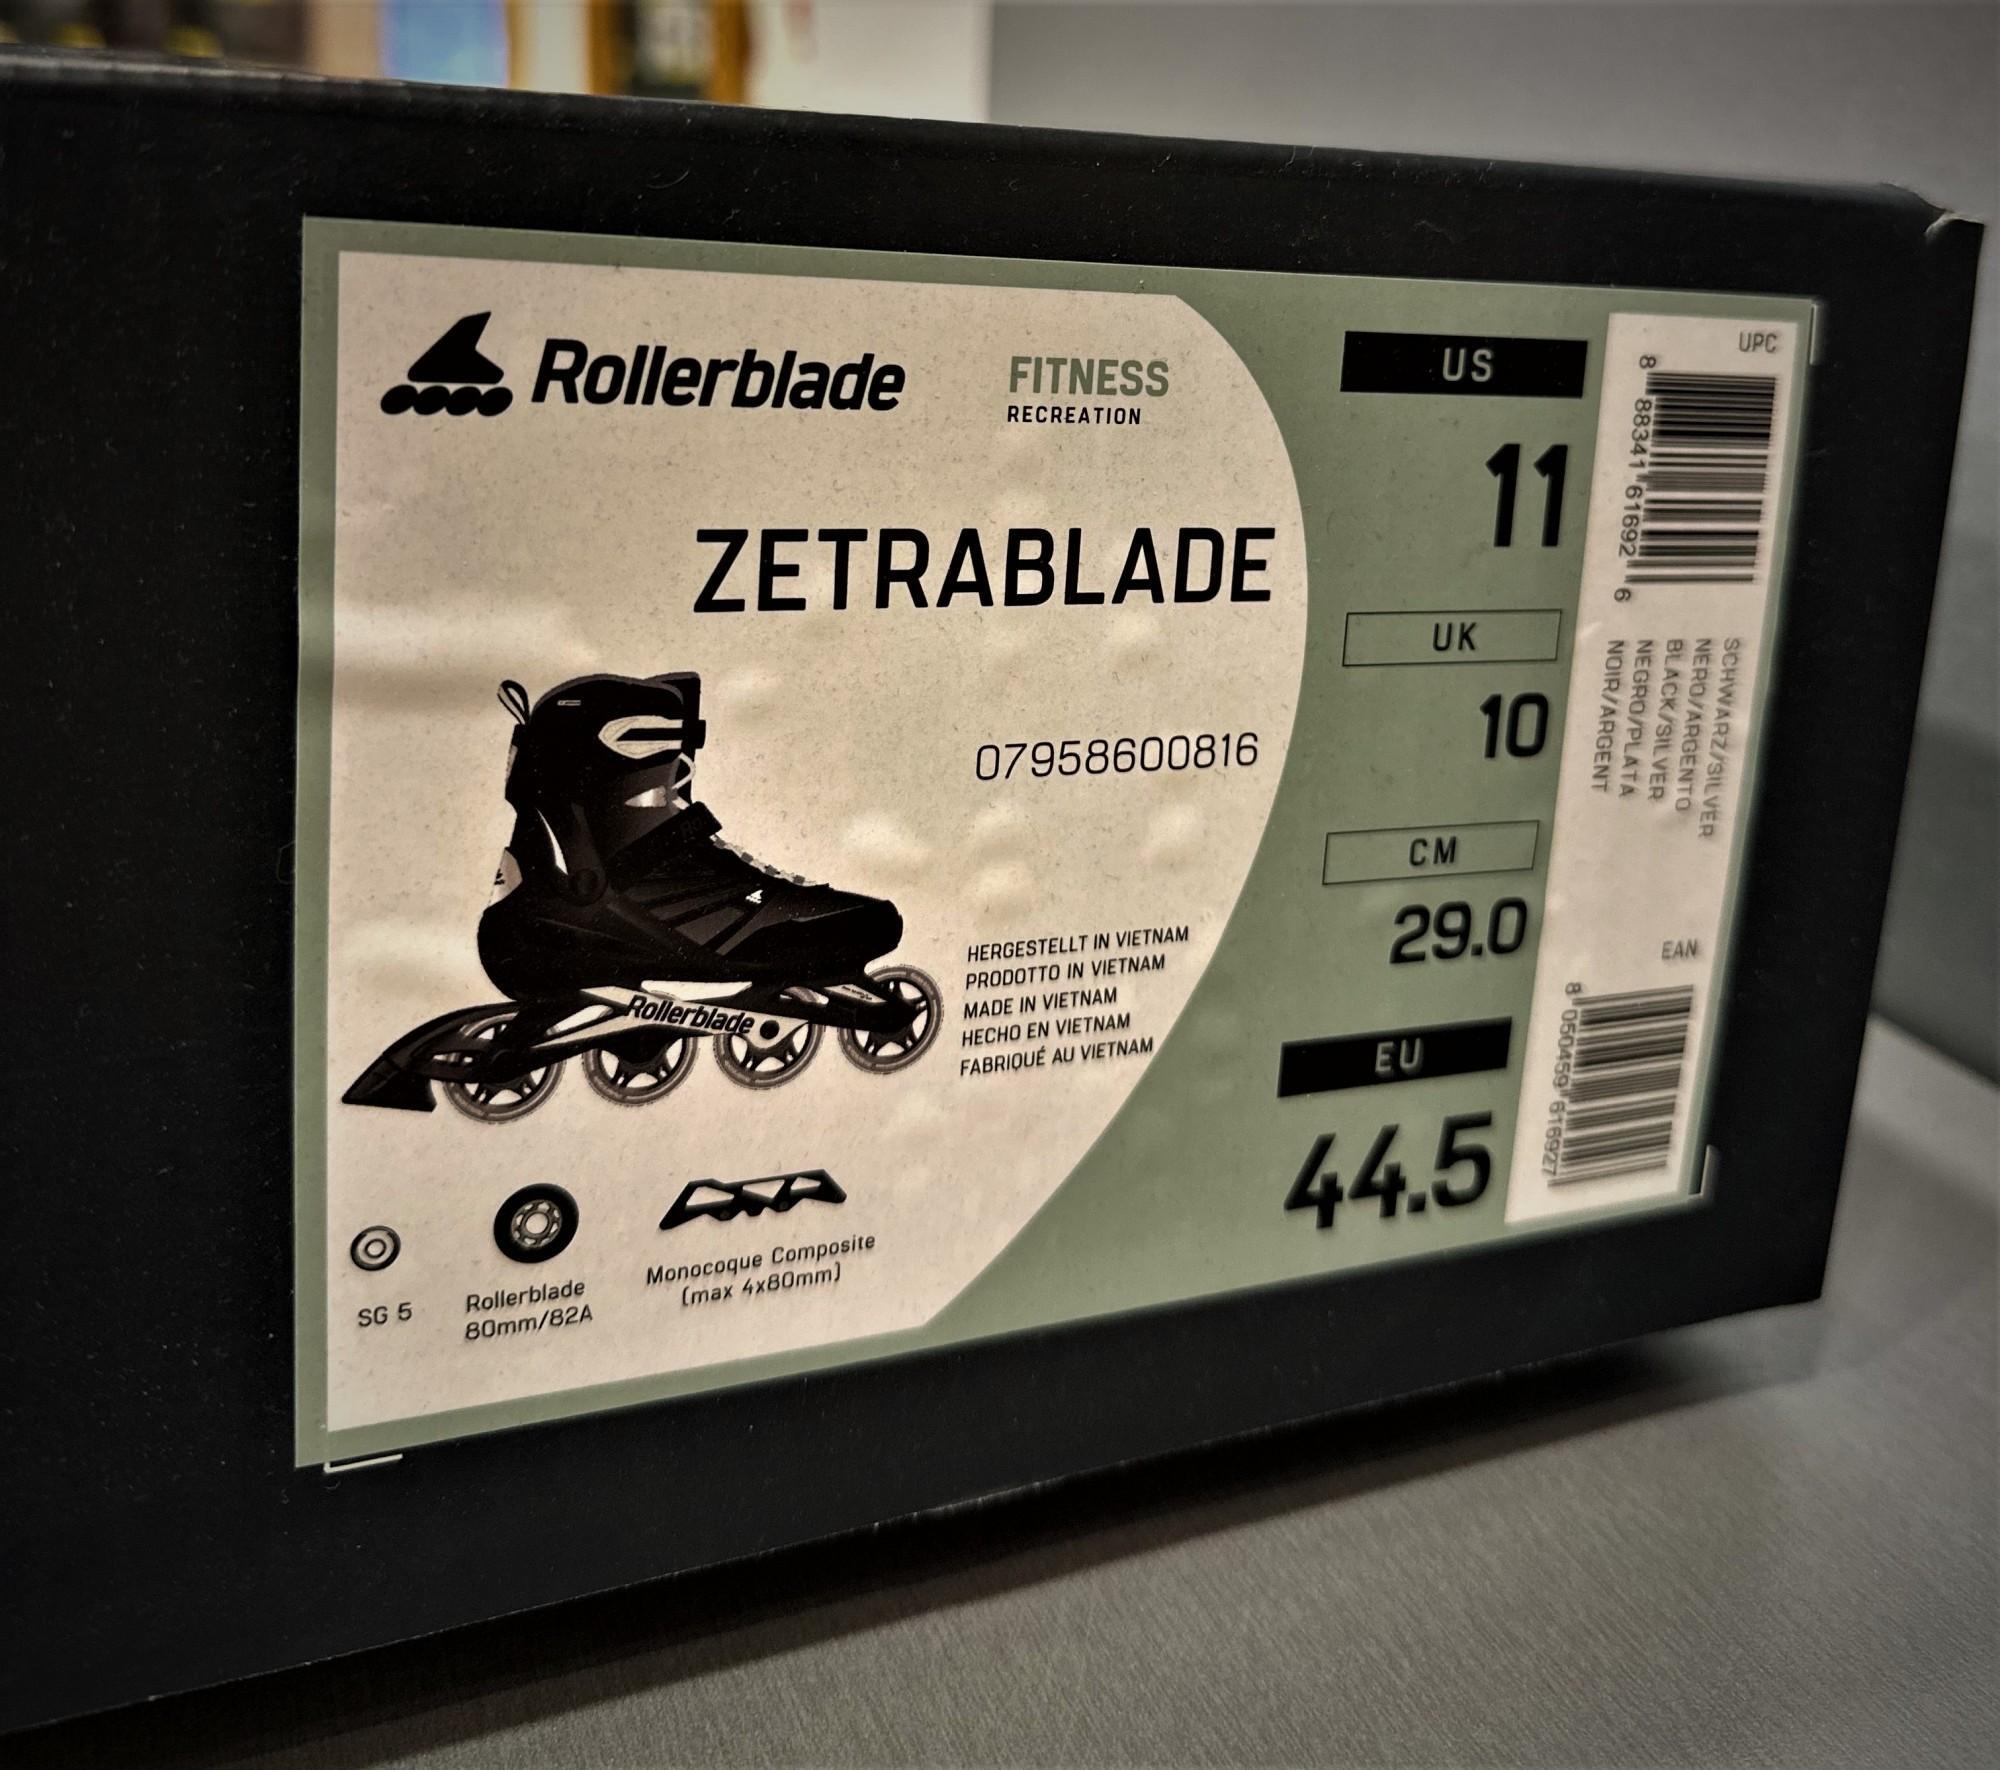 Rollerblade
FITNESS
RECREATION
ZETRABLADE
07958600816
Rollerblade
HERGESTELLT IN VIETNAM
PRODOTTO IN VIETNAM
MADE IN VIETNAM
HECHO EN VIETNAM
FABRIQUÉ AU VIETNAM
SG 5
Rollerblade
80mm/82A
Monocoque Composite
(max 4x80mm)
US
11
UK
10
CM
29.0
EU
44.5
UPC
8 88341 61692 6
SCHWARZ/SILVER
NERO/ARGENTO
BLACK/SILVER
NEGRO/PLATA
NOIR/ARGENT
EAN
8 050459 616927